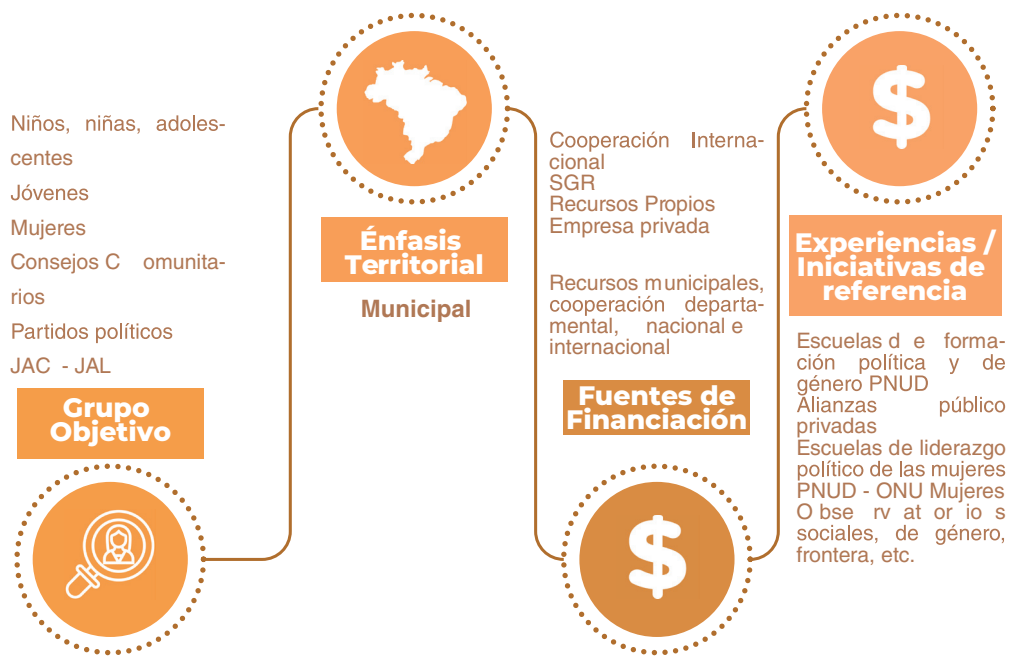 Niños, niñas, adoles-
centes
Jóvenes
Mujeres
Consejos C omunita-
rios
Partidos políticos
JAC - JAL
Grupo
Objetivo
Énfasis
Territorial
Municipal
Cooperación Interna-
cional
SGR
Recursos Propios
Empresa privada
Recursos municipales,
cooperación departa-
mental, nacional e
internacional
Fuentes de
Financiación
$
$
Experiencias /
Iniciativas de
referencia
Escuelas d e forma-
ción política y de
género PNUD
Alianzas público
privadas
Escuelas de liderazgo
político de las mujeres
PNUD - ONU Mujeres
O bse rv at or io s
sociales, de género,
frontera, etc.